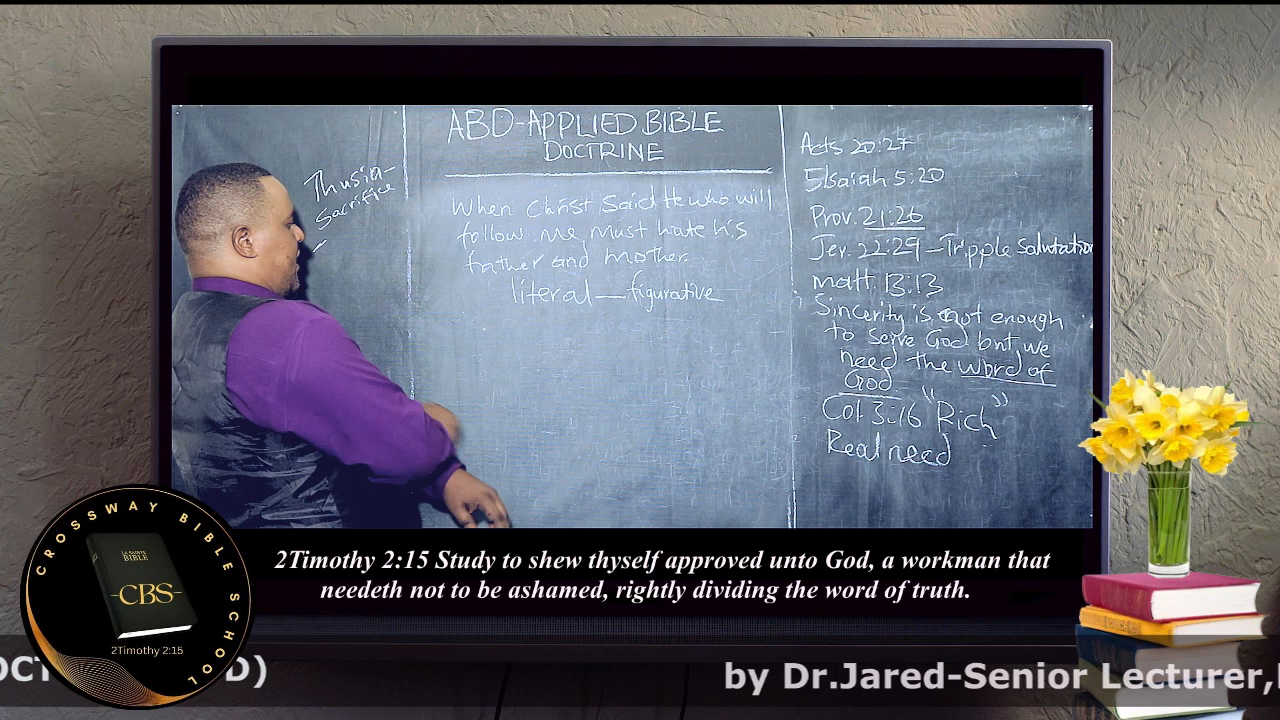 Thusia-
Sacrifice
ABD-APPLIED BIBLE
DOCTRINE
When Christ Said He who will
follow me must hate his
father and mother
literal — figurative
Acts 20:27
5Isaiah 5:20
Prov. 21:26
Jer. 22:29 - Tripple Salutation
matt. 13:13
Sincerity is not enough
to serve God but we
need the word of
God
Col 3:16 "Rich"
Real need
2Timothy 2:15 Study to shew thyself approved unto God, a workman that
needeth not to be ashamed, rightly dividing the word of truth.
CROSSWAY BIBLE SCHOOL
LA SAINTE
BIBLE
CBS
2Timothy 2:15
D)
by Dr.Jared-Senior Lecturer,